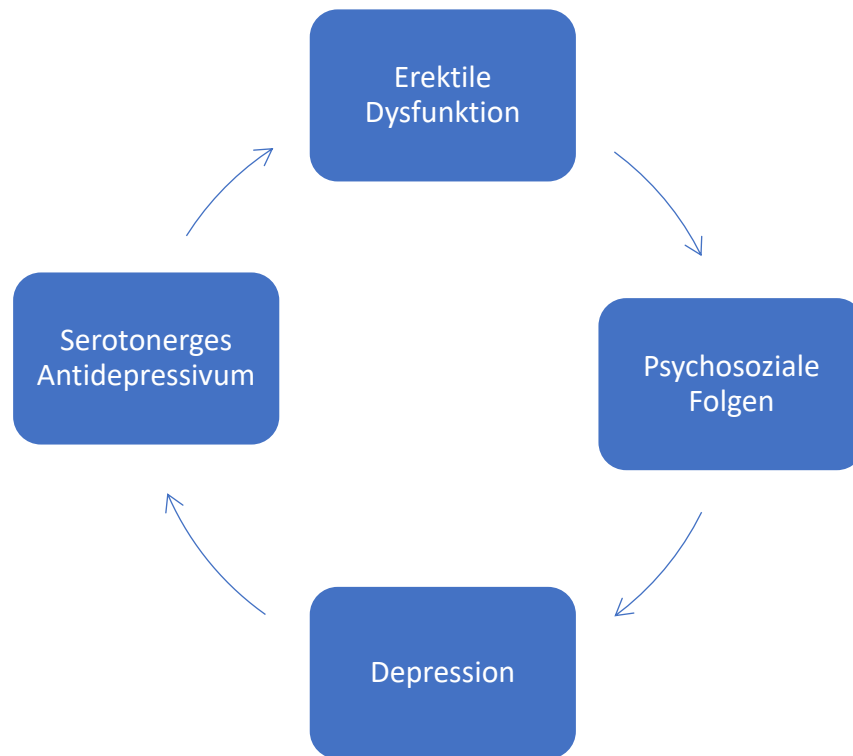 Erektile
Dysfunktion
Psychosoziale
Folgen
Depression
Serotonerges
Antidepressivum